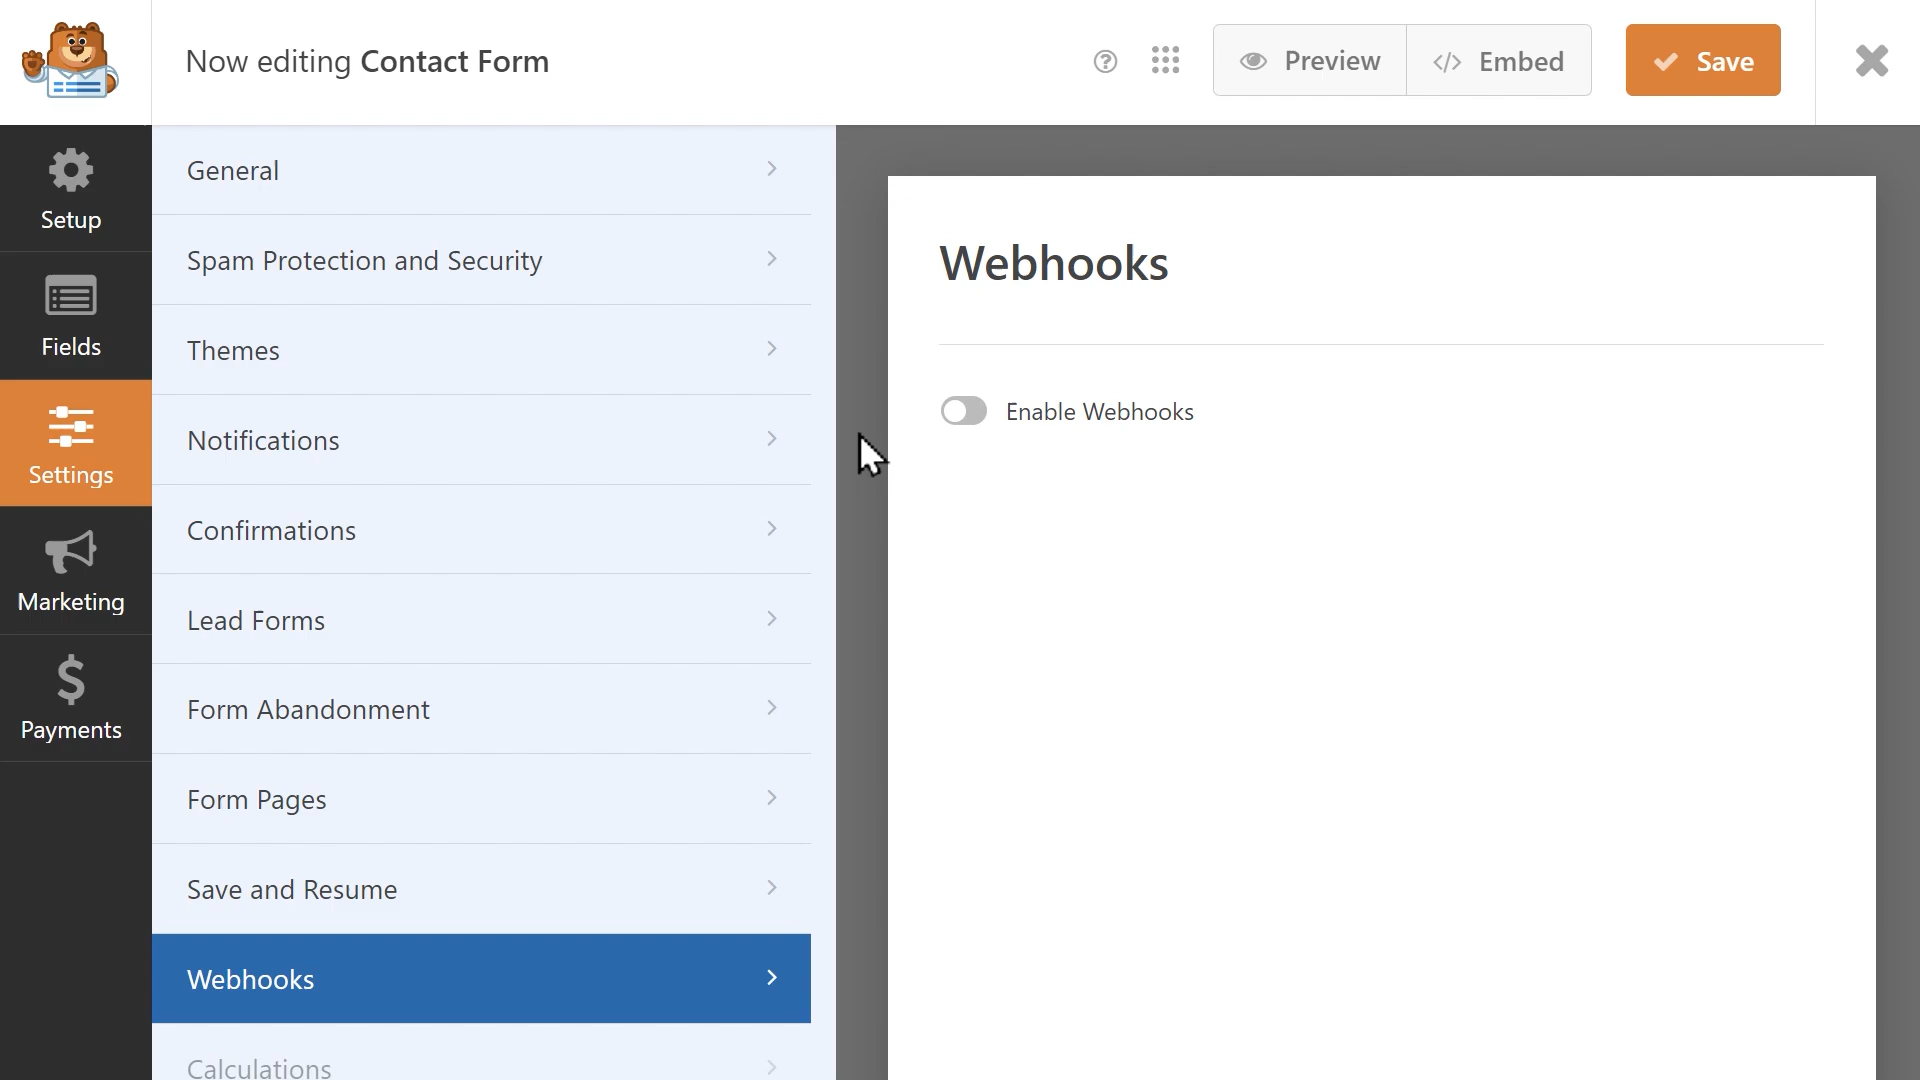 Now editing Contact Form
Preview
Embed
Save
Setup
Fields
Settings
Marketing
Payments
General
Spam Protection and Security
Themes
Notifications
Confirmations
Lead Forms
Form Abandonment
Form Pages
Save and Resume
Webhooks
Calculations
Webhooks
Enable Webhooks